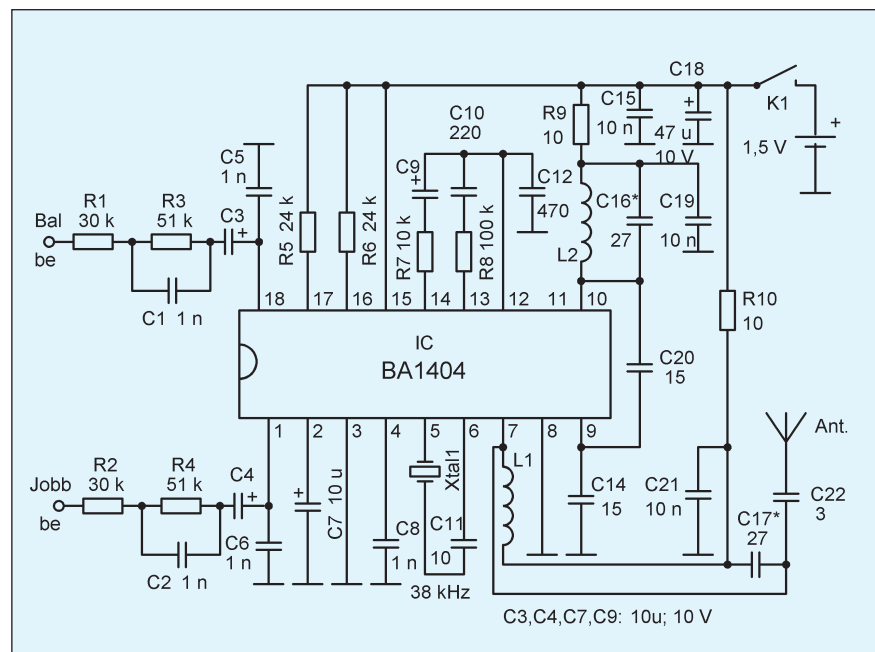 C18
C10
220
R9
10
C15
10 n
+
47 u
10 V
K1
1,5 V
+
C5
1 n
C9
+
C12
470
C16*
27
C19
10 n
R1
30 k
R3
51 k
C3
+
Bal
be
R5 24 k
R6 24 k
R7 10 k
R8 100 k
L2
C1 1 n
18 17 16 15 14 13 12 11 10
R10
10
IC
BA1404
C20
15
1 2 3 4 5 6 7 8 9
Ant.
L1
Xtal1
R2
30 k
R4
51 k
C4
+
Jobb
be
+
C7 10 u
C14
15
C21
10 n
C22
3
C6
1 n
C8
1 n
C11
10
C17*
27
C2 1 n
38 kHz
C3,C4,C7,C9: 10u; 10 V